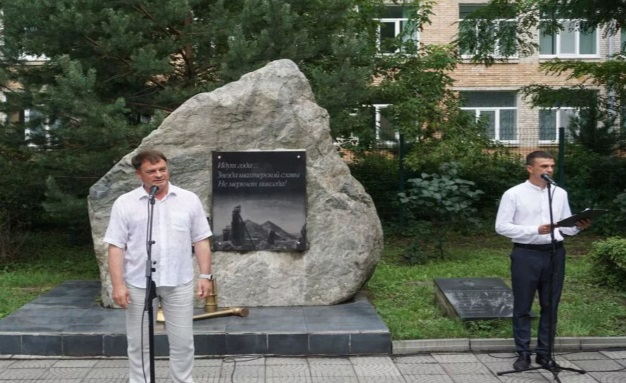 Идут года
Звезда шахтерской славы
Не меркнет никогда!